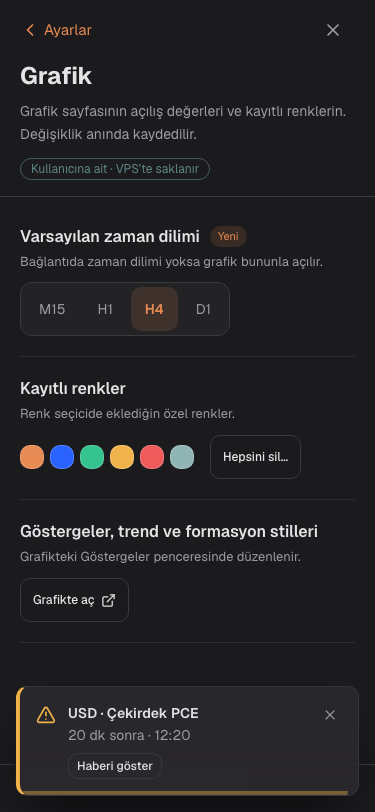 Ayarlar
Grafik
Grafik sayfasının açılış değerleri ve kayıtlı renklerin.
Değişiklik anında kaydedilir.
Kullanıcına ait · VPS'te saklanır
Varsayılan zaman dilimi Yeni
Bağlantıda zaman dilimi yoksa grafik bununla açılır.
M15 H1 H4 D1
Kayıtlı renkler
Renk seçicide eklediğin özel renkler.
Hepsini sil…
Göstergeler, trend ve formasyon stilleri
Grafikteki Göstergeler penceresinde düzenlenir.
Grafikte aç
USD · Çekirdek PCE
20 dk sonra · 12:20
Haberi göster